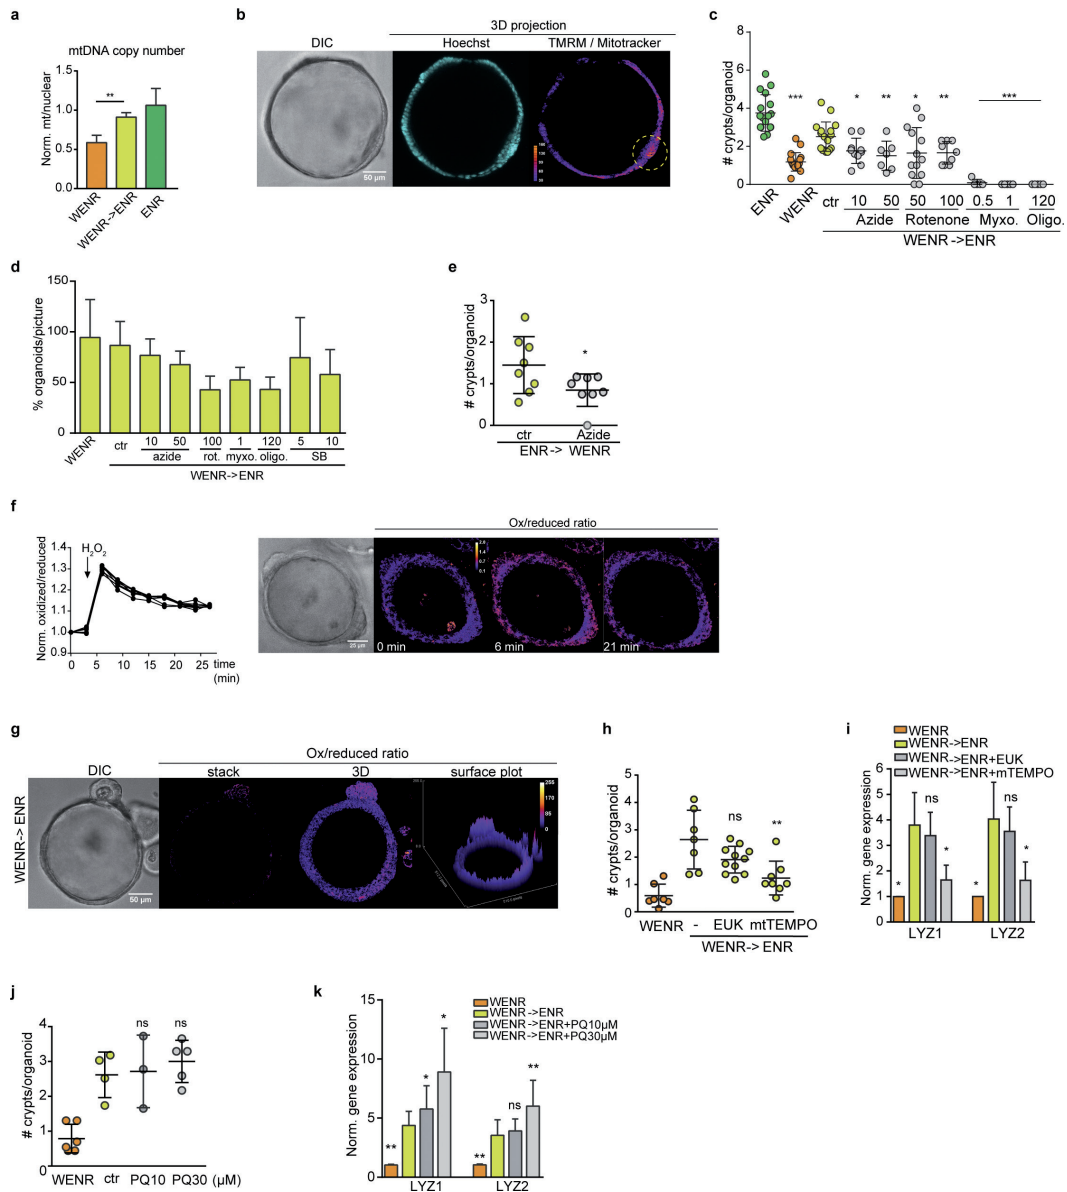 a
mtDNA copy number
Norm. mt/nuclear
1.5
1.0
0.5
0.0
**
WENR
WENR->ENR
ENR
b
3D projection
DIC
Hoechst
TMRM / Mitotracker
50 µm
c
# crypts/organoid
8
6
4
2
0
***
*
**
*
**
***
ENR
WENR
ctr
10
50
50
100
0.5
1
120
Azide
Rotenone
Myxo.
Oligo.
WENR->ENR
d
% organoids/picture
150
100
50
0
WENR
ctr
10
50
100
1
120
5
10
azide
rot.
myxo.
oligo.
SB
WENR->ENR
e
# crypts/organoid
3
2
1
0
*
ctr
Azide
ENR-> WENR
f
Norm. oxidized/reduced
H2O2
1.4
1.3
1.2
1.1
1.0
0.9
0
5
10
15
20
25
time
(min)
Ox/reduced ratio
25 µm
0 min
6 min
21 min
g
Ox/reduced ratio
DIC
stack
3D
surface plot
WENR-> ENR
50 µm
255
170
85
0
h
# crypts/organoid
5
4
3
2
1
0
ns
**
WENR
-
EUK
mtTEMPO
WENR-> ENR
i
WENR
WENR->ENR
WENR->ENR+EUK
WENR->ENR+mTEMPO
Norm. gene expression
6
5
4
3
2
1
0
*
ns
*
*
ns
*
LYZ1
LYZ2
j
# crypts/organoid
4
3
2
1
0
ns
ns
WENR
ctr
PQ10
PQ30
(µM)
k
WENR
WENR->ENR
WENR->ENR+PQ10µM
WENR->ENR+PQ30µM
Norm. gene expression
15
10
5
0
**
*
*
**
ns
**
LYZ1
LYZ2